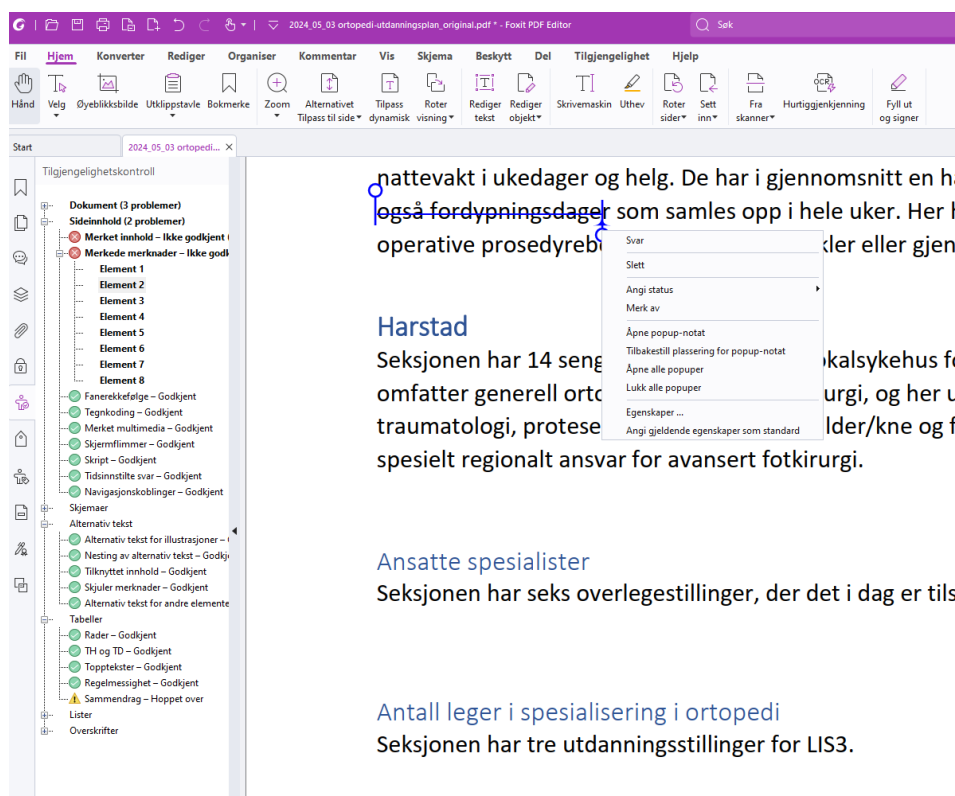 2024_05_03 ortopedi-utdanningsplan_original.pdf * - Foxit PDF Editor
Søk
Fil Hjem Konverter Rediger Organiser Kommentar Vis Skjema Beskytt Del Tilgjengelighet Hjelp
Hånd Velg Øyeblikksbilde Utklippstavle Bokmerke Zoom Alternativet Tilpass til side Tilpass dynamisk Roter visning Rediger tekst Rediger objekt Skrivemaskin Uthev Roter sider Sett inn Fra skanner Hurtiggjenkjenning Fyll ut og signer
Start
2024_05_03 ortopedi... X
Tilgjengelighetskontroll
Dokument (3 problemer)
Sideinnhold (2 problemer)
Merket innhold – Ikke godkjent
Merkede merknader – Ikke godk
Element 1
Element 2
Element 3
Element 4
Element 5
Element 6
Element 7
Element 8
Fanerekkefølge – Godkjent
Tegnkoding – Godkjent
Merket multimedia – Godkjent
Skjermflimmer – Godkjent
Skript – Godkjent
Tidsinnstilte svar – Godkjent
Navigasjonskoblinger – Godkjent
Skjemaer
Alternativ tekst
Alternativ tekst for illustrasjoner –
Nesting av alternativ tekst – Godkj
Tilknyttet innhold – Godkjent
Skjuler merknader – Godkjent
Alternativ tekst for andre elemente
Tabeller
Rader – Godkjent
TH og TD – Godkjent
Topptekster – Godkjent
Regelmessighet – Godkjent
Sammendrag – Hoppet over
Lister
Overskrifter
nattevakt i ukedager og helg. De har i gjennomsnitt en ha
også fordypningsdager som samles opp i hele uker. Her h
operative prosedyreb kler eller gjen
Svar
Slett
Angi status
Merk av
Åpne popup-notat
Tilbakestill plassering for popup-notat
Åpne alle popuper
Lukk alle popuper
Egenskaper ...
Angi gjeldende egenskaper som standard
Harstad
Seksjonen har 14 seng okalsykehus fo
omfatter generell orto urgi, og her u
traumatologi, protese lder/kne og f
spesielt regionalt ansvar for avansert fotkirurgi.
Ansatte spesialister
Seksjonen har seks overlegestillinger, der det i dag er tils
Antall leger i spesialisering i ortopedi
Seksjonen har tre utdanningsstillinger for LIS3.